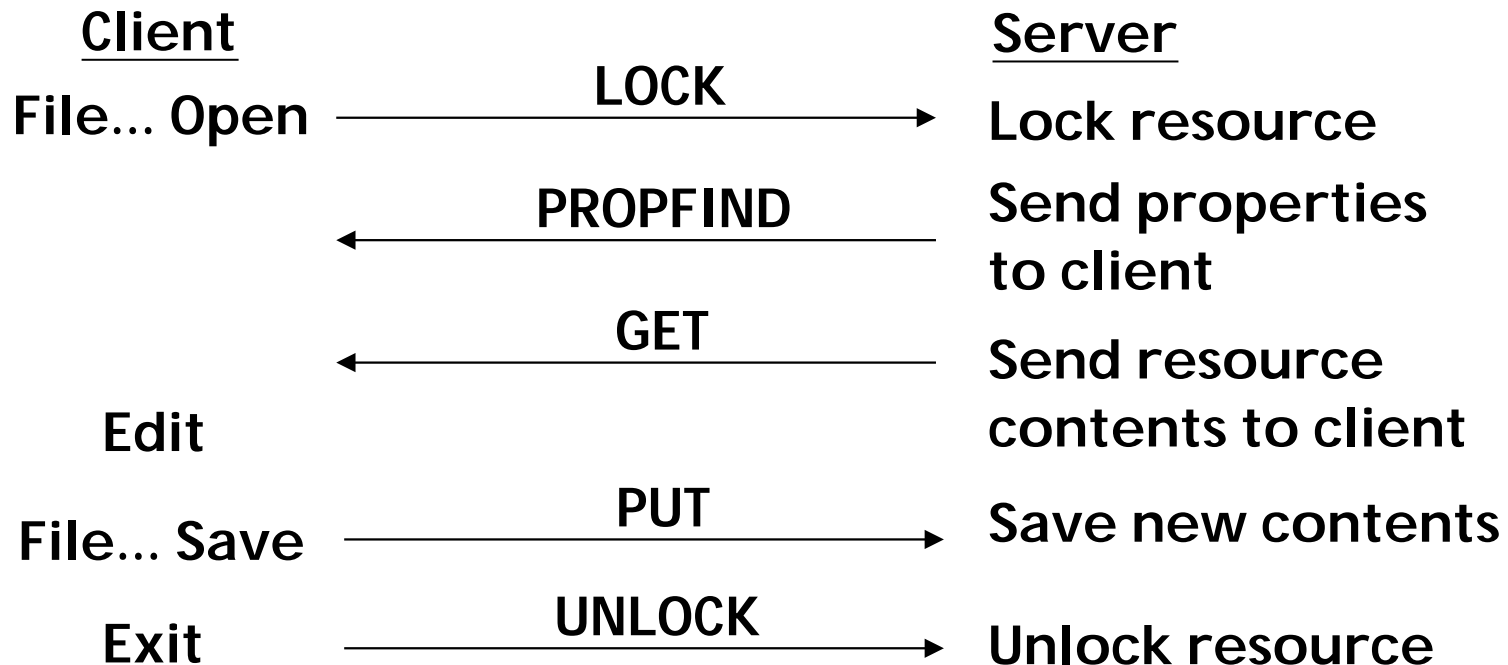 Client
Server
LOCK
File... Open
Lock resource
PROPFIND
Send properties
to client
GET
Send resource
contents to client
Edit
PUT
File... Save
Save new contents
UNLOCK
Exit
Unlock resource